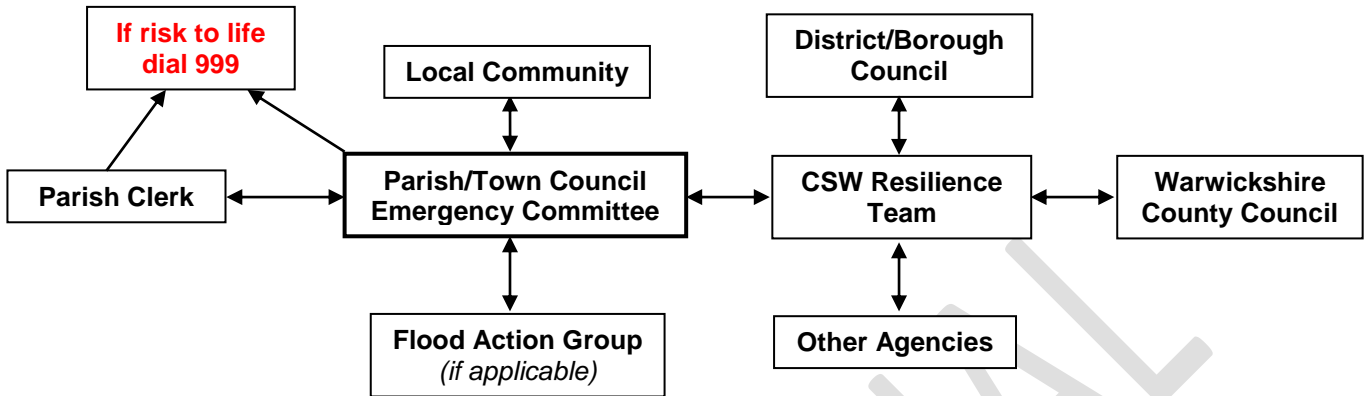 If risk to life
dial 999
Local Community
District/Borough
Council
Parish Clerk
Parish/Town Council
Emergency Committee
CSW Resilience
Team
Warwickshire
County Council
Flood Action Group
(if applicable)
Other Agencies